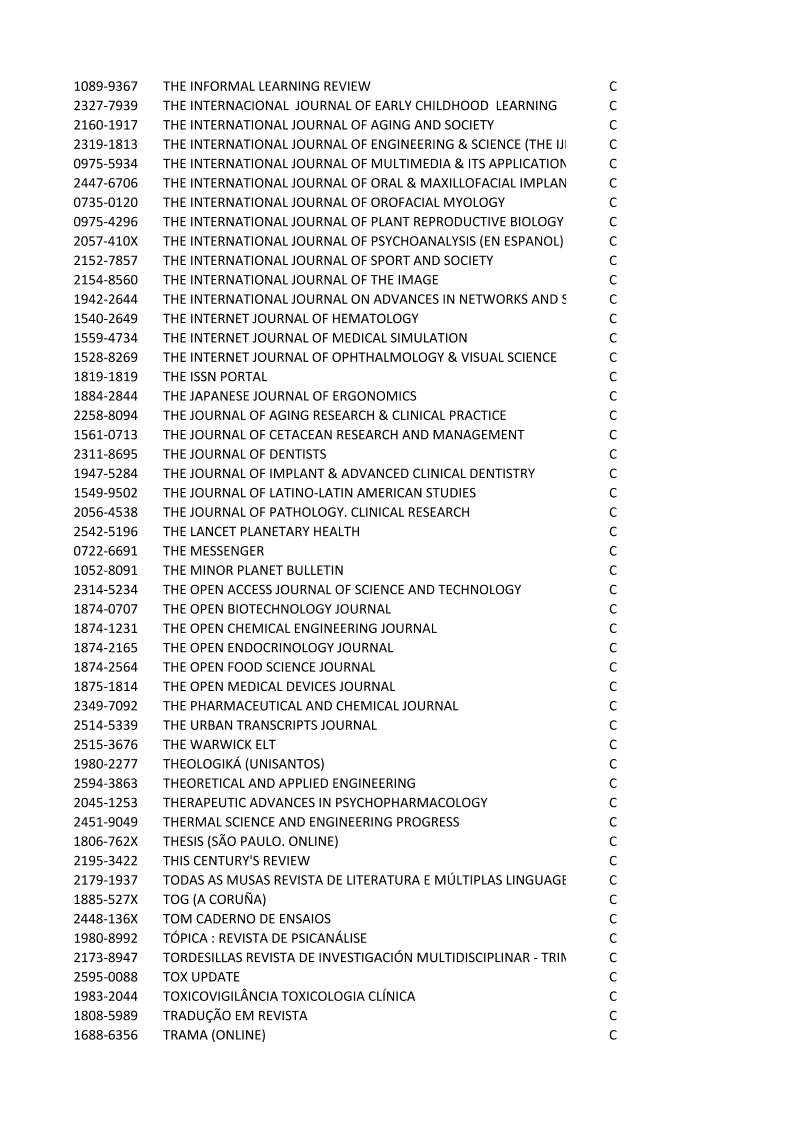 1089-9367 THE INFORMAL LEARNING REVIEW C
2327-7939 THE INTERNACIONAL  JOURNAL OF EARLY CHILDHOOD  LEARNING C
2160-1917 THE INTERNATIONAL JOURNAL OF AGING AND SOCIETY C
2319-1813 THE INTERNATIONAL JOURNAL OF ENGINEERING & SCIENCE (THE IJI C
0975-5934 THE INTERNATIONAL JOURNAL OF MULTIMEDIA & ITS APPLICATION C
2447-6706 THE INTERNATIONAL JOURNAL OF ORAL & MAXILLOFACIAL IMPLAN C
0735-0120 THE INTERNATIONAL JOURNAL OF OROFACIAL MYOLOGY C
0975-4296 THE INTERNATIONAL JOURNAL OF PLANT REPRODUCTIVE BIOLOGY C
2057-410X THE INTERNATIONAL JOURNAL OF PSYCHOANALYSIS (EN ESPANOL) C
2152-7857 THE INTERNATIONAL JOURNAL OF SPORT AND SOCIETY C
2154-8560 THE INTERNATIONAL JOURNAL OF THE IMAGE C
1942-2644 THE INTERNATIONAL JOURNAL ON ADVANCES IN NETWORKS AND S C
1540-2649 THE INTERNET JOURNAL OF HEMATOLOGY C
1559-4734 THE INTERNET JOURNAL OF MEDICAL SIMULATION C
1528-8269 THE INTERNET JOURNAL OF OPHTHALMOLOGY & VISUAL SCIENCE C
1819-1819 THE ISSN PORTAL C
1884-2844 THE JAPANESE JOURNAL OF ERGONOMICS C
2258-8094 THE JOURNAL OF AGING RESEARCH & CLINICAL PRACTICE C
1561-0713 THE JOURNAL OF CETACEAN RESEARCH AND MANAGEMENT C
2311-8695 THE JOURNAL OF DENTISTS C
1947-5284 THE JOURNAL OF IMPLANT & ADVANCED CLINICAL DENTISTRY C
1549-9502 THE JOURNAL OF LATINO-LATIN AMERICAN STUDIES C
2056-4538 THE JOURNAL OF PATHOLOGY. CLINICAL RESEARCH C
2542-5196 THE LANCET PLANETARY HEALTH C
0722-6691 THE MESSENGER C
1052-8091 THE MINOR PLANET BULLETIN C
2314-5234 THE OPEN ACCESS JOURNAL OF SCIENCE AND TECHNOLOGY C
1874-0707 THE OPEN BIOTECHNOLOGY JOURNAL C
1874-1231 THE OPEN CHEMICAL ENGINEERING JOURNAL C
1874-2165 THE OPEN ENDOCRINOLOGY JOURNAL C
1874-2564 THE OPEN FOOD SCIENCE JOURNAL C
1875-1814 THE OPEN MEDICAL DEVICES JOURNAL C
2349-7092 THE PHARMACEUTICAL AND CHEMICAL JOURNAL C
2514-5339 THE URBAN TRANSCRIPTS JOURNAL C
2515-3676 THE WARWICK ELT C
1980-2277 THEOLOGIKÁ (UNISANTOS) C
2594-3863 THEORETICAL AND APPLIED ENGINEERING C
2045-1253 THERAPEUTIC ADVANCES IN PSYCHOPHARMACOLOGY C
2451-9049 THERMAL SCIENCE AND ENGINEERING PROGRESS C
1806-762X THESIS (SÃO PAULO. ONLINE) C
2195-3422 THIS CENTURY'S REVIEW C
2179-1937 TODAS AS MUSAS REVISTA DE LITERATURA E MÚLTIPLAS LINGUAGE C
1885-527X TOG (A CORUÑA) C
2448-136X TOM CADERNO DE ENSAIOS C
1980-8992 TÓPICA : REVISTA DE PSICANÁLISE C
2173-8947 TORDESILLAS REVISTA DE INVESTIGACIÓN MULTIDISCIPLINAR - TRIM C
2595-0088 TOX UPDATE C
1983-2044 TOXICOVIGILÂNCIA TOXICOLOGIA CLÍNICA C
1808-5989 TRADUÇÃO EM REVISTA C
1688-6356 TRAMA (ONLINE) C